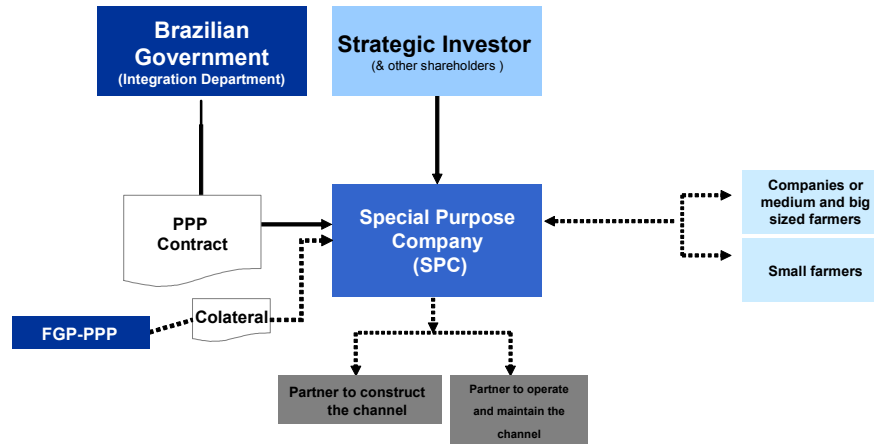 Brazilian
Government
(Integration Department)
Strategic Investor
(& other shareholders )
PPP
Contract
Special Purpose
Company
(SPC)
Companies or
medium and big
sized farmers
Small farmers
Colateral
FGP-PPP
Partner to construct
the channel
Partner to operate
and maintain the
channel